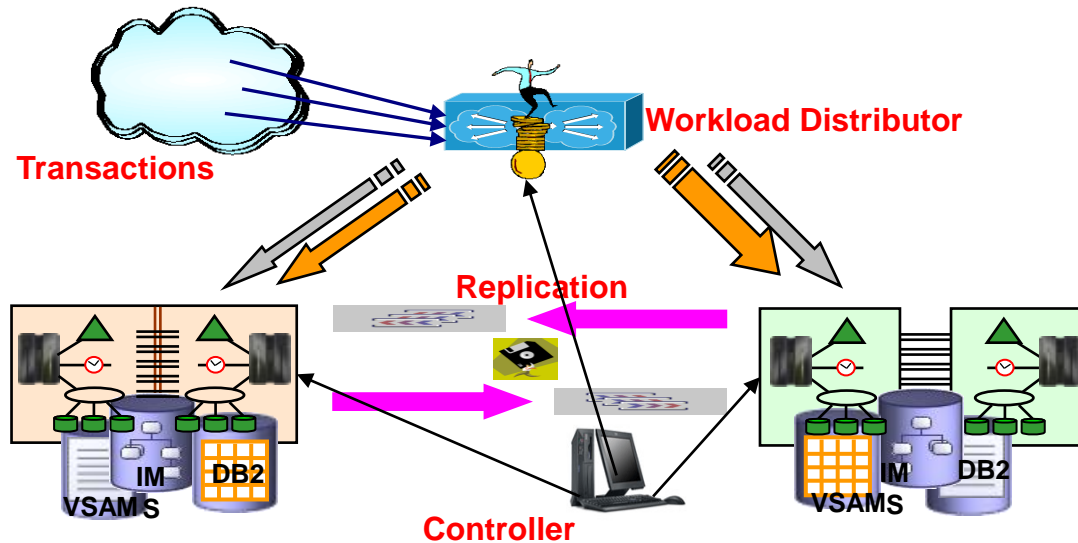 Workload Distributor
Transactions
Replication
IM
S
DB2
VSAM
IM
S
DB2
VSAM
Controller